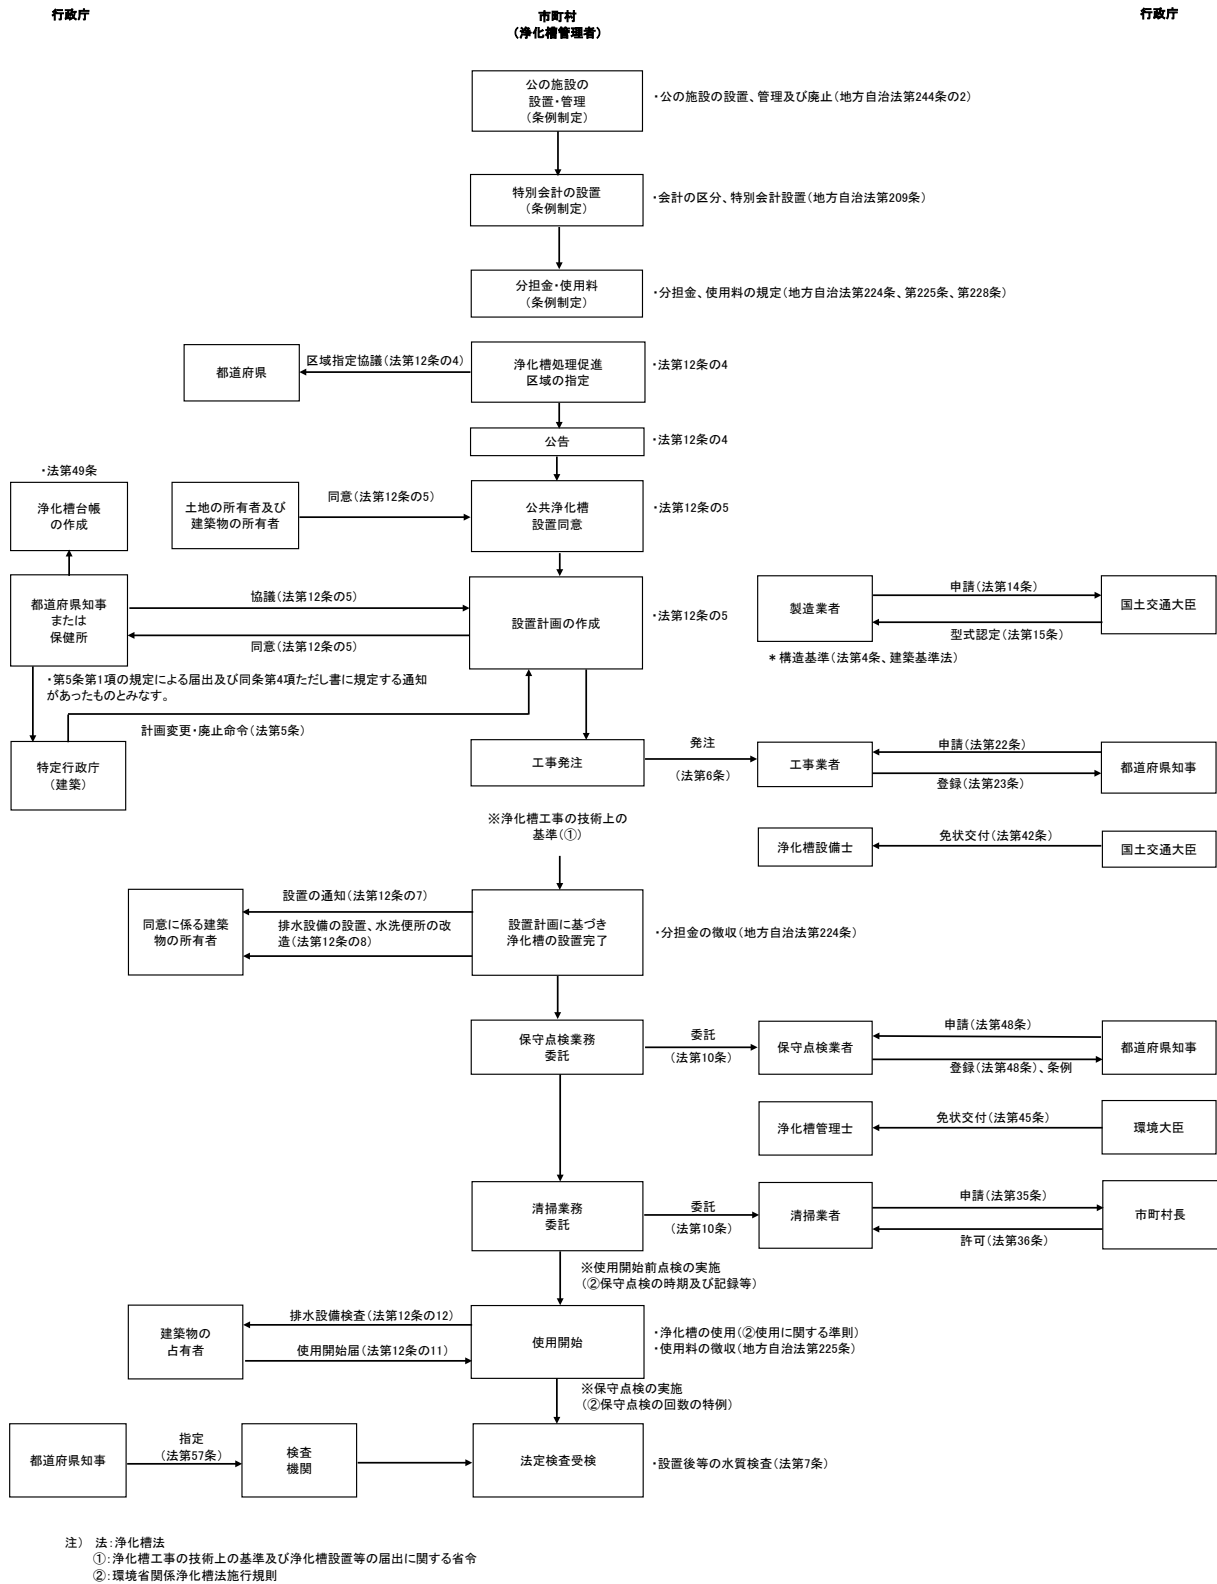 行政庁
市町村
（浄化槽管理者）
行政庁
公の施設の
設置・管理
（条例制定）
・公の施設の設置、管理及び廃止（地方自治法第244条の2）
特別会計の設置
（条例制定）
・会計の区分、特別会計設置（地方自治法第209条）
分担金・使用料
（条例制定）
・分担金、使用料の規定（地方自治法第224条、第225条、第228条）
都道府県
区域指定協議（法第12条の4）
浄化槽処理促進
区域の指定
・法第12条の4
公告
・法第12条の4
・法第49条
浄化槽台帳
の作成
土地の所有者及び
建築物の所有者
同意（法第12条の5）
公共浄化槽
設置同意
・法第12条の5
都道府県知事
または
保健所
協議（法第12条の5）
同意（法第12条の5）
設置計画の作成
・法第12条の5
製造業者
申請（法第14条）
型式認定（法第15条）
国土交通大臣
＊構造基準（法第4条、建築基準法）
・第5条第1項の規定による届出及び同条第4項ただし書に規定する通知
があったものとみなす。
計画変更・廃止命令（法第5条）
特定行政庁
（建築）
工事発注
発注
（法第6条）
工事業者
申請（法第22条）
登録（法第23条）
都道府県知事
※浄化槽工事の技術上の
基準（①）
浄化槽設備士
免状交付（法第42条）
国土交通大臣
同意に係る建築
物の所有者
設置の通知（法第12条の7）
排水設備の設置、水洗便所の改
造（法第12条の8）
設置計画に基づき
浄化槽の設置完了
・分担金の徴収（地方自治法第224条）
保守点検業務
委託
委託
（法第10条）
保守点検業者
申請（法第48条）
登録（法第48条）、条例
都道府県知事
浄化槽管理士
免状交付（法第45条）
環境大臣
清掃業務
委託
委託
（法第10条）
清掃業者
申請（法第35条）
許可（法第36条）
市町村長
※使用開始前点検の実施
（②保守点検の時期及び記録等）
建築物の
占有者
排水設備検査（法第12条の12）
使用開始届（法第12条の11）
使用開始
・浄化槽の使用（②使用に関する準則）
・使用料の徴収（地方自治法第225条）
※保守点検の実施
（②保守点検の回数の特例）
都道府県知事
指定
（法第57条）
検査
機関
法定検査受検
・設置後等の水質検査（法第7条）
注） 法：浄化槽法
①：浄化槽工事の技術上の基準及び浄化槽設置等の届出に関する省令
②：環境省関係浄化槽法施行規則